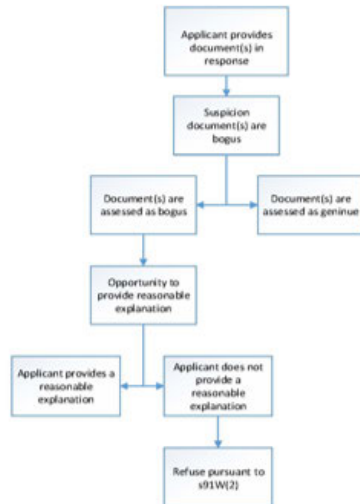 Applicant provides
document(s) in
response
Suspicion
document(s) are
bogus
Document(s) are
assessed as bogus
Document(s) are
assessed as geninue
Opportunity to
provide reasonable
explanation
Applicant provides a
reasonable
explanation
Applicant does not
provide a
reasonable
explanation
Refuse pursuant to
s91W(2)